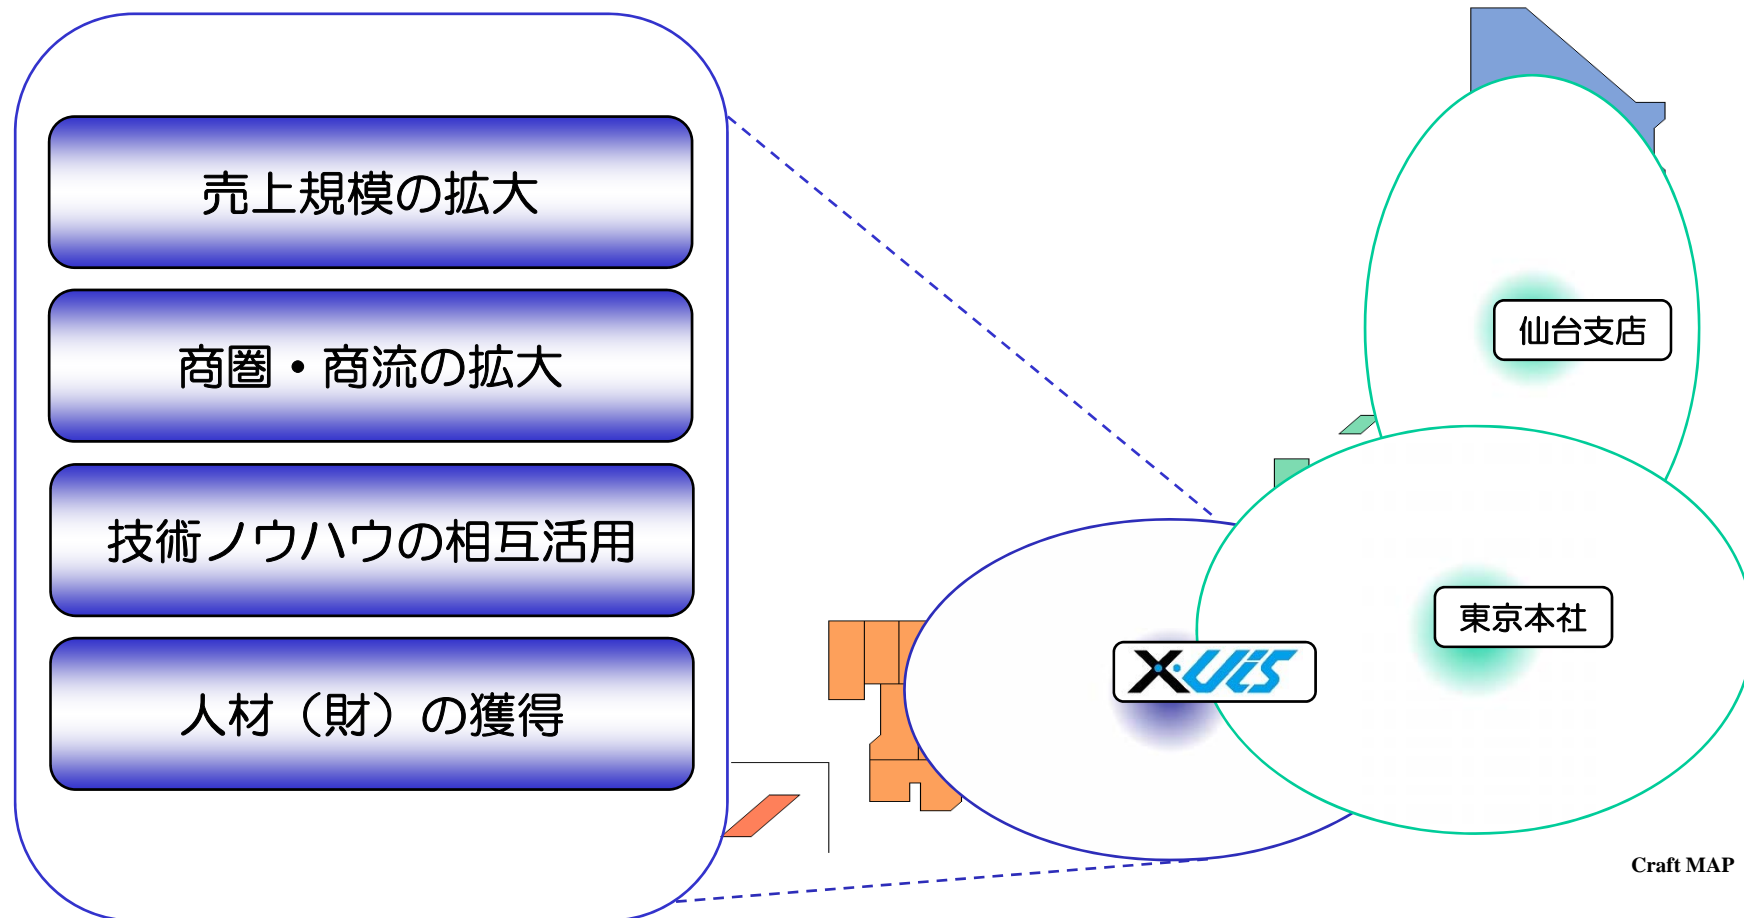 売上規模の拡大
商圏・商流の拡大
技術ノウハウの相互活用
人材（財）の獲得
仙台支店
東京本社
X·UiS
Craft MAP